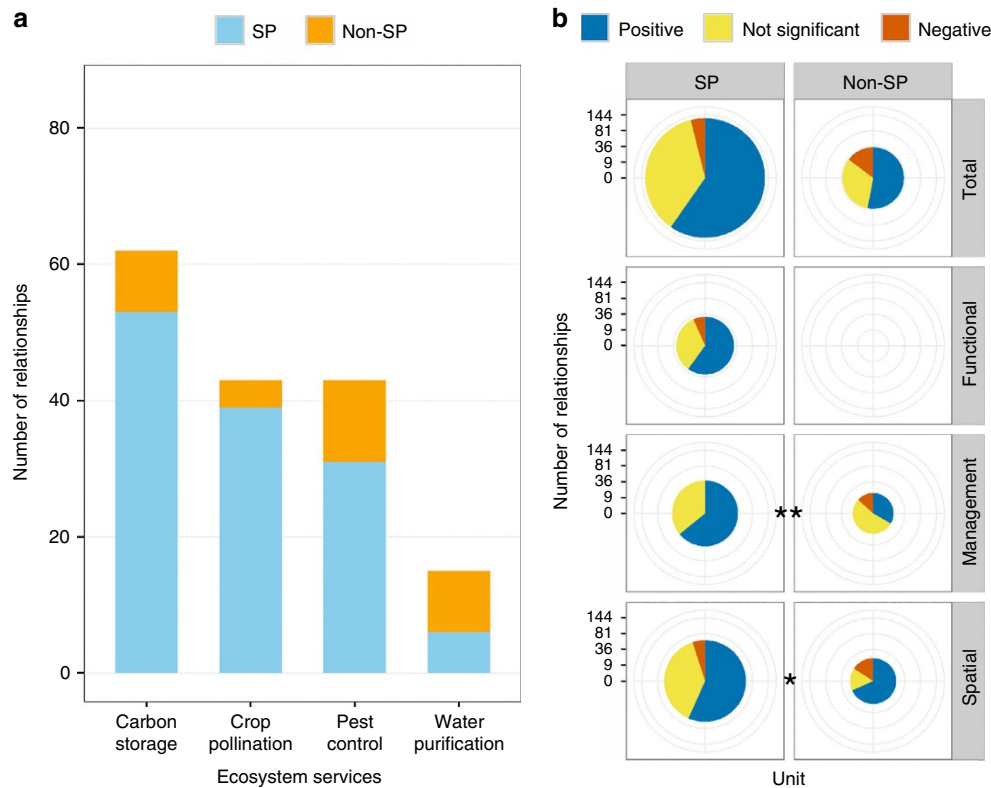 a
SP
Non-SP
Number of relationships
80
60
40
20
0
Carbon
storage
Crop
pollination
Pest
control
Water
purification
Ecosystem services
b
Positive
Not significant
Negative
SP
Non-SP
Number of relationships
144
81
36
9
0
Total
144
81
36
9
0
Functional
144
81
36
9
0
**
Management
144
81
36
9
0
*
Spatial
Unit